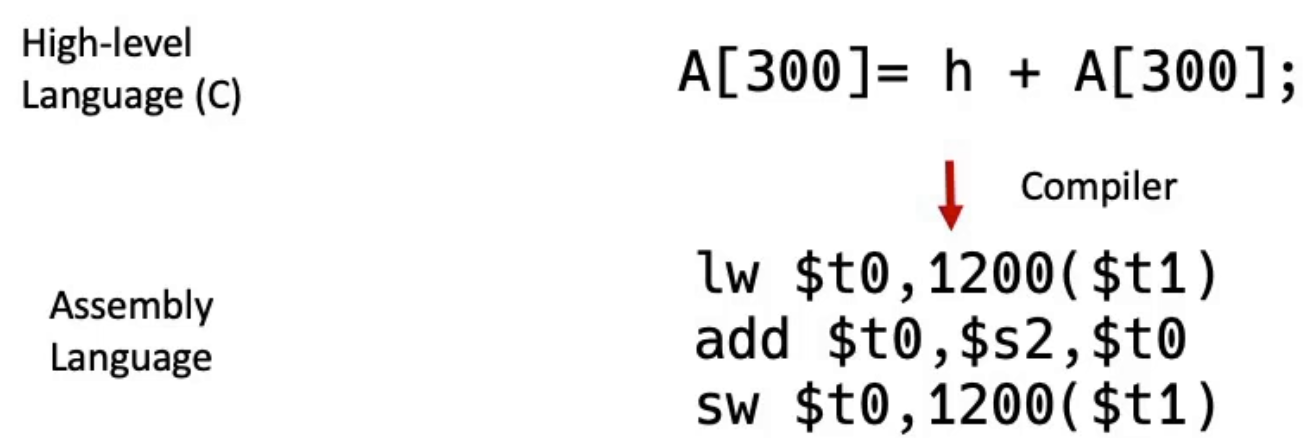 High-level
Language (C)
A[300]= h + A[300];
Compiler
Assembly
Language
lw $t0,1200($t1)
add $t0,$s2,$t0
sw $t0,1200($t1)